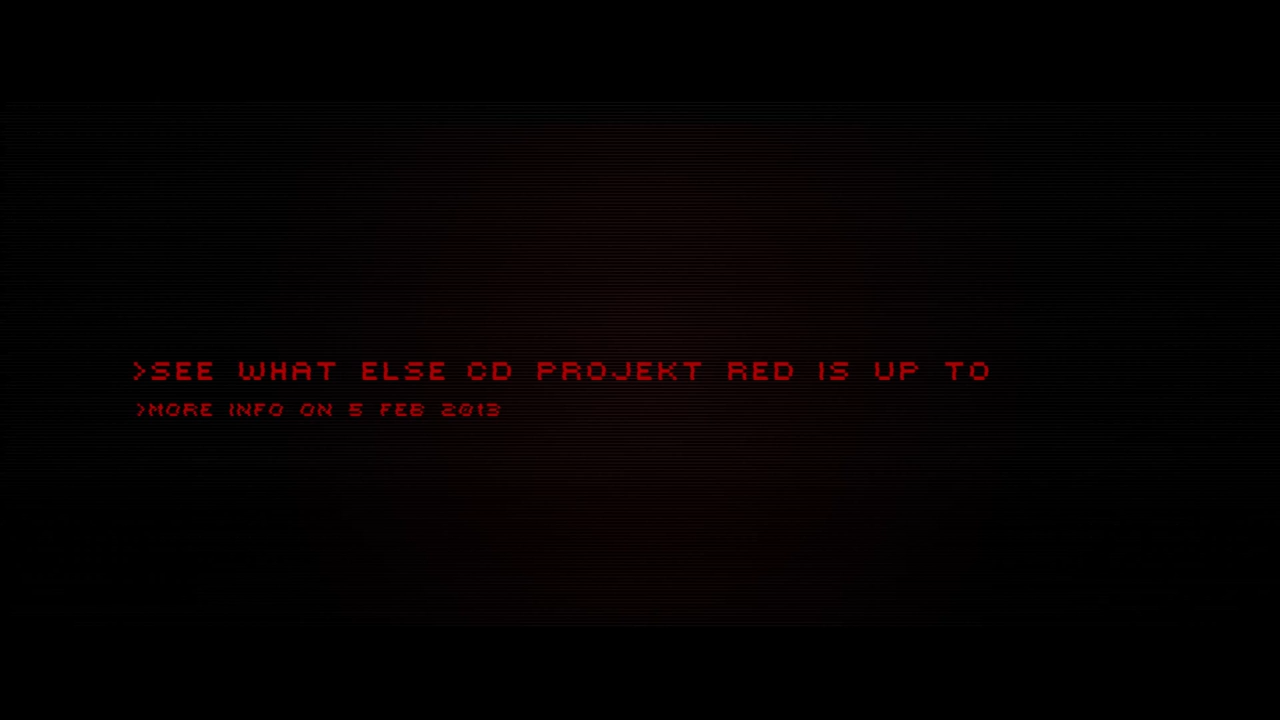 >SEE WHAT ELSE CD PROJEKT RED IS UP TO
>MORE INFO ON 5 FEB 2013